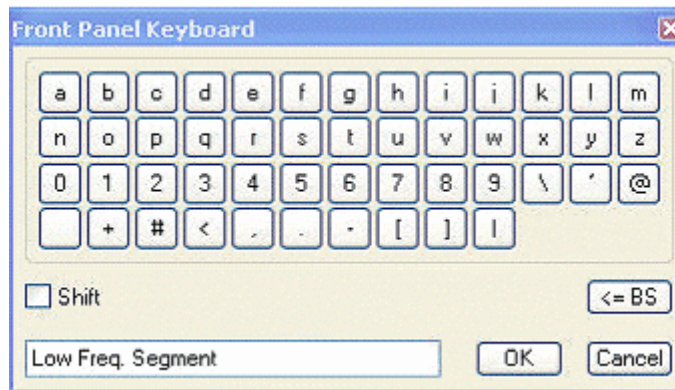 Front Panel Keyboard
a b c d e f g h i j k l m
n o p q r s t u v w x y z
0 1 2 3 4 5 6 7 8 9 \ ' @
+ # < , . - [ ] |
Shift
<= BS
Low Freq. Segment
OK Cancel